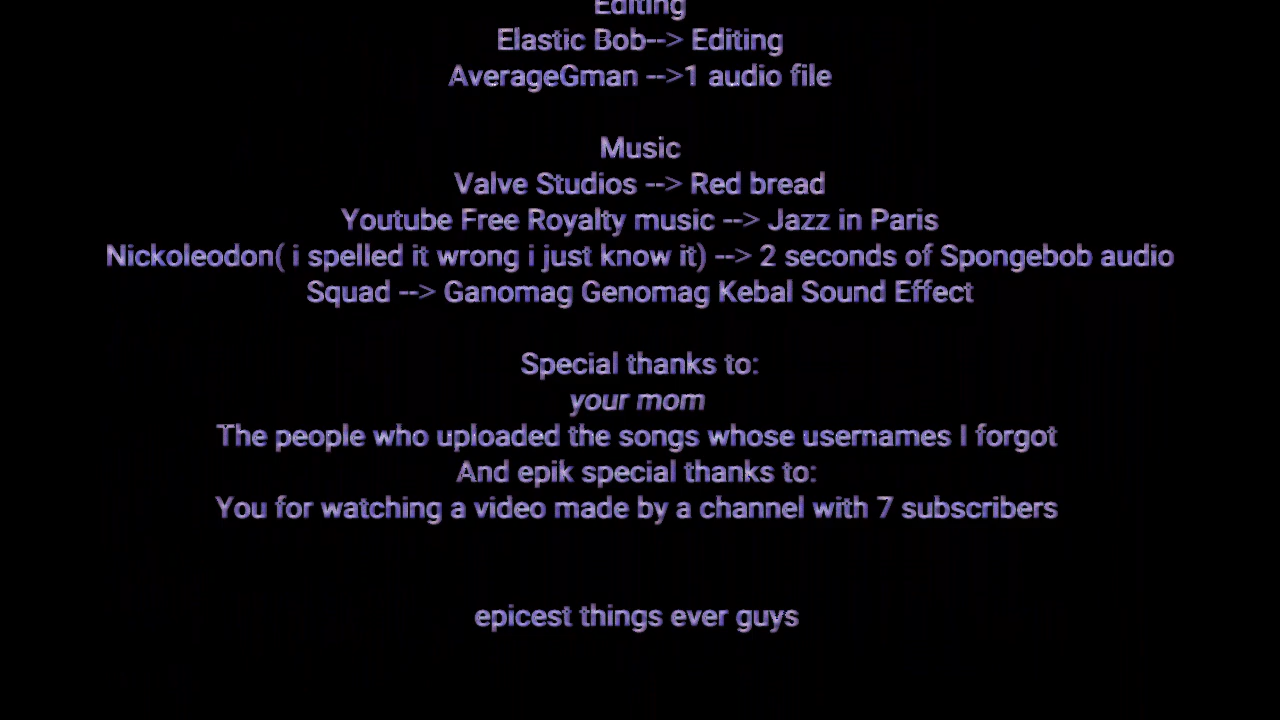 Editing
Elastic Bob--> Editing
AverageGman -->1 audio file
Music
Valve Studios --> Red bread
Youtube Free Royalty music --> Jazz in Paris
Nickoleodon( i spelled it wrong i just know it) --> 2 seconds of Spongebob audio
Squad --> Ganomag Genomag Kebal Sound Effect
Special thanks to:
your mom
The people who uploaded the songs whose usernames I forgot
And epik special thanks to:
You for watching a video made by a channel with 7 subscribers
epicest things ever guys